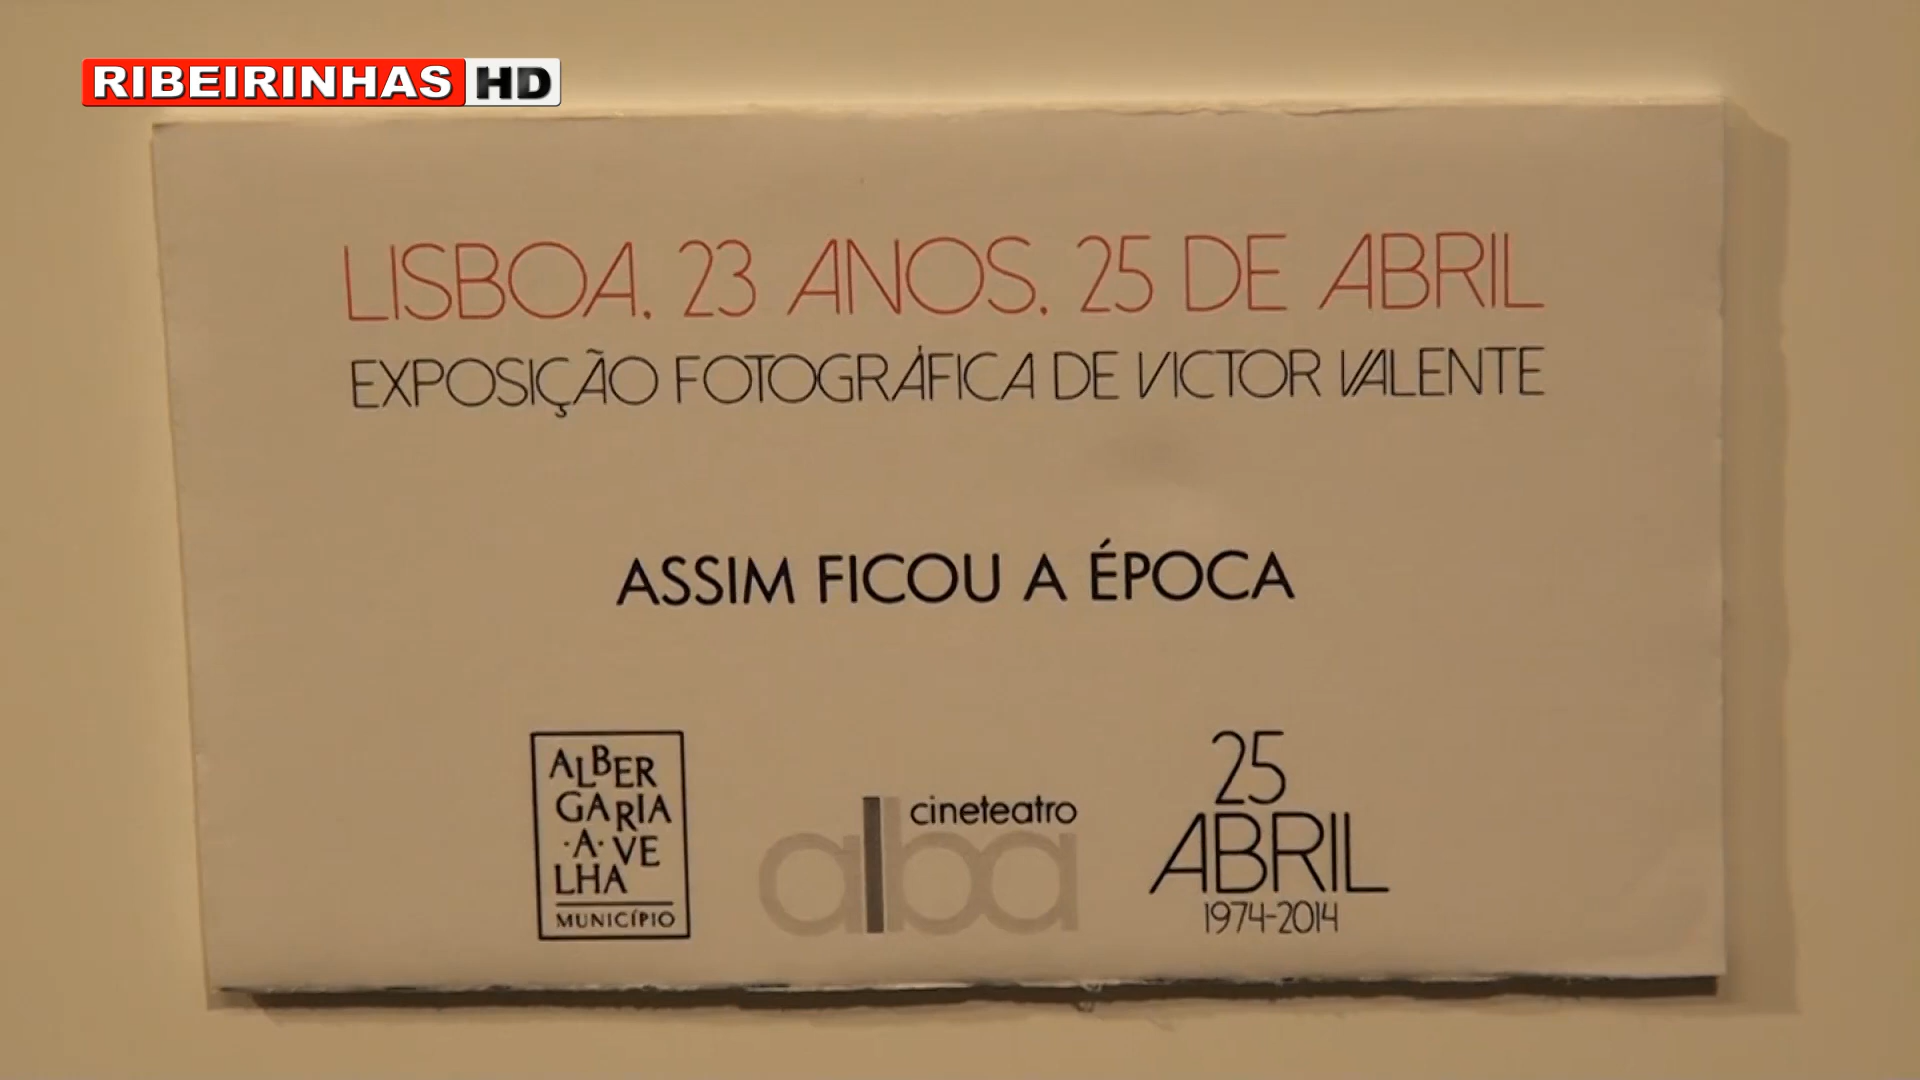 RIBEIRINHAS HD
LISBOA. 23 ANOS. 25 DE ABRIL
EXPOSIÇÃO FOTOGRÁFICA DE VICTOR VALENTE
ASSIM FICOU A ÉPOCA
ALBER
GARIA
·A·VE
LHA
MUNICÍPIO
cineteatro
alba
25
ABRIL
1974-2014